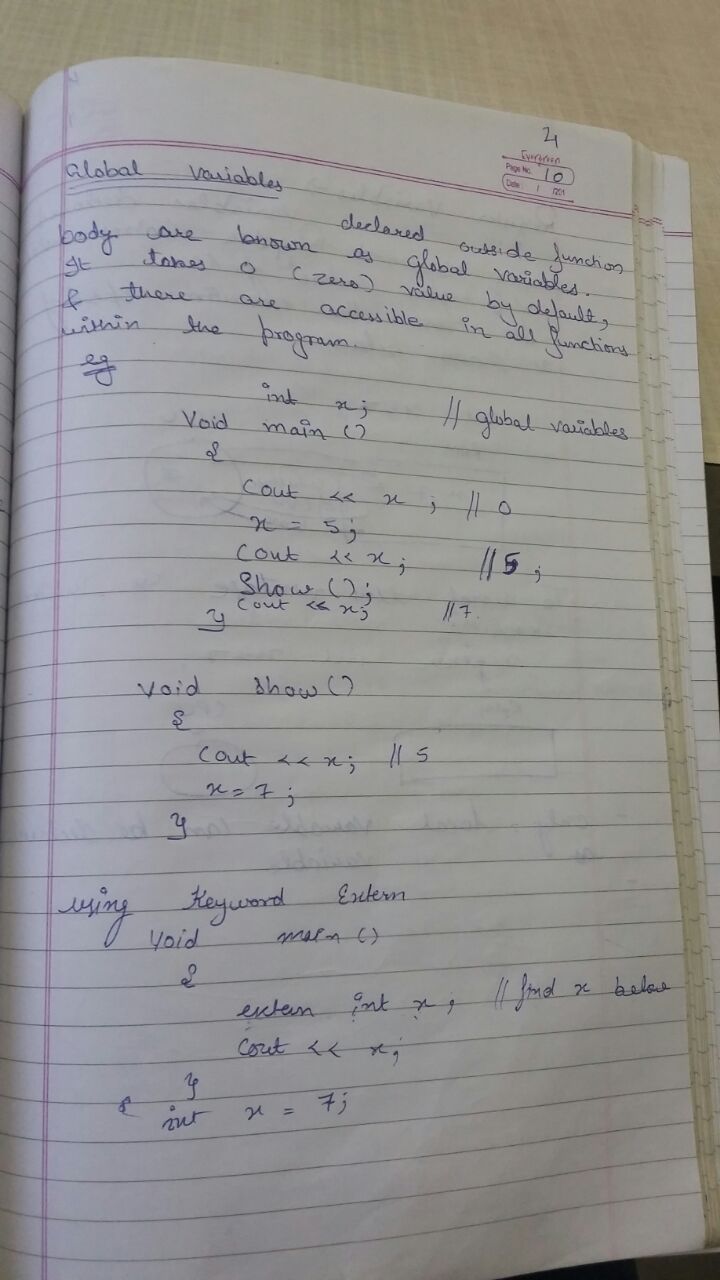 21
Evergreen
Page No. 10
Date: / /201
Global Variables
declared outside function
body are known as global variables.
It takes 0 (zero) value by default,
& there are accessible in all functions
within the program.
eg
int x; // global variables
Void main ()
{
Cout << x ; // 0
x = 5;
Cout << x; // 5 ;
Show ();
Cout << x; // 7.
}
Void Show ()
{
Cout << x; // 5
x = 7 ;
}
using Keyword Extern
Void main ()
{
extern int x ; // find x below
Cout << x;
}
int x = 7;